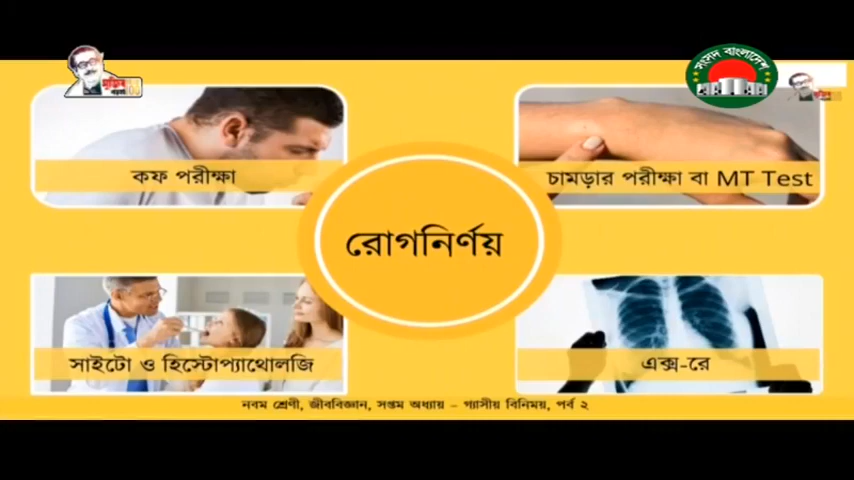 মুজিব
সংসদ বাংলাদেশ
কফ পরীক্ষা
চামড়ার পরীক্ষা বা MT Test
রোগনির্ণয়
সাইটো ও হিস্টোপ্যাথোলজি
এক্স-রে
নবম শ্রেণী, জীববিজ্ঞান, সপ্তম অধ্যায় – গ্যাসীয় বিনিময়, পর্ব ২